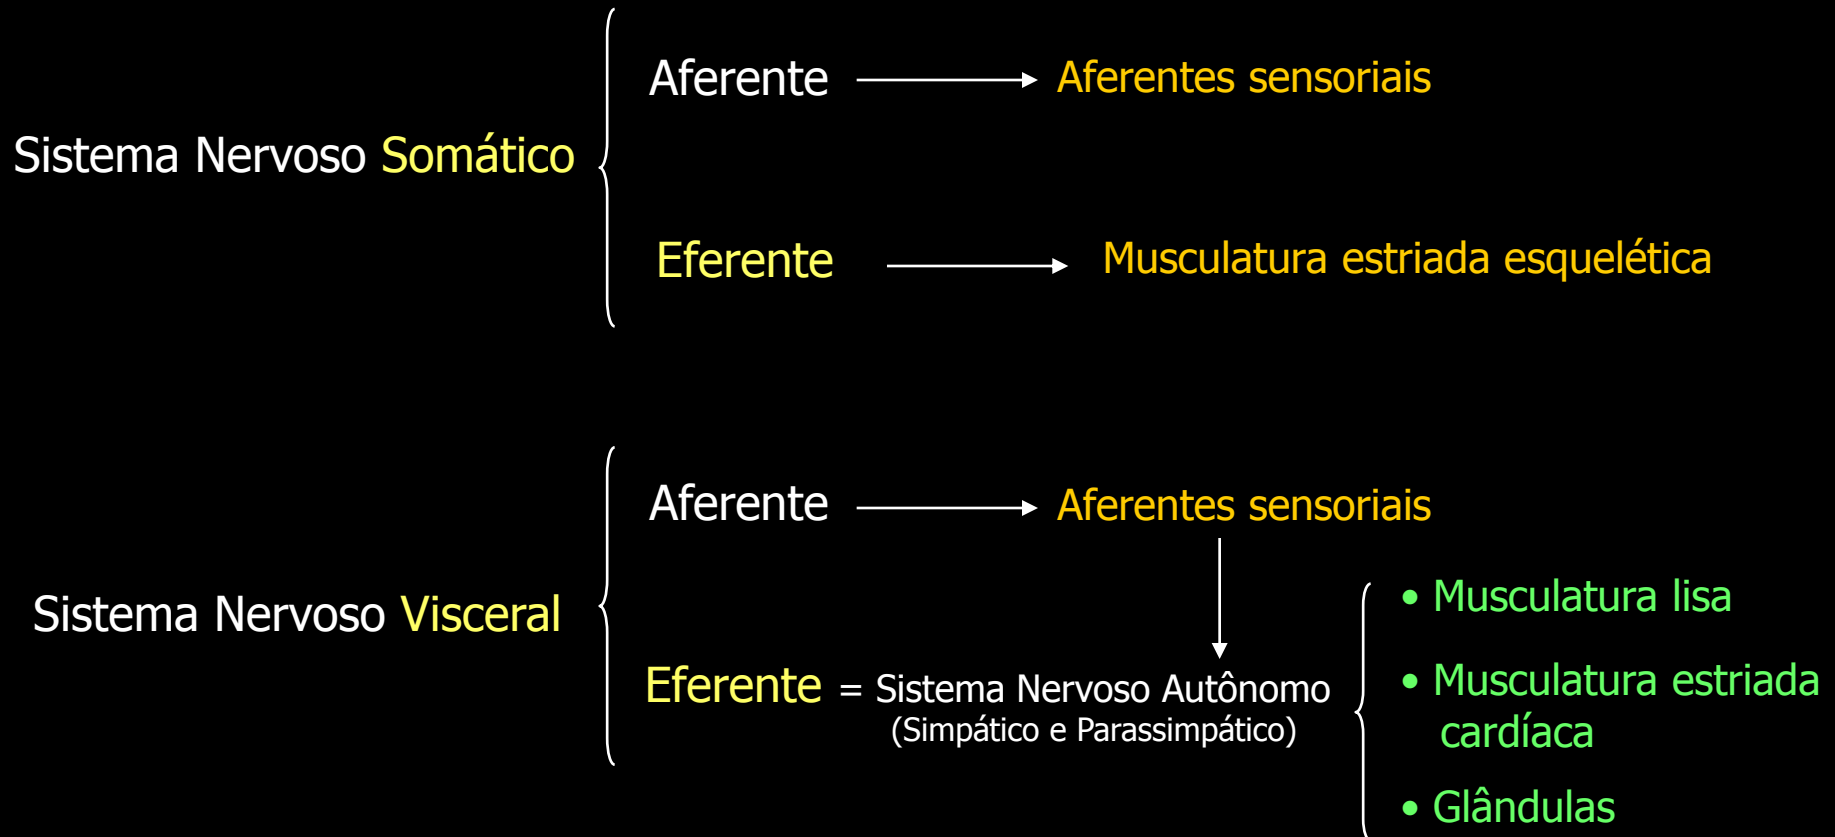 Aferente
Aferentes sensoriais
Sistema Nervoso Somático
Eferente
Musculatura estriada esquelética
Aferente
Aferentes sensoriais
Sistema Nervoso Visceral
Eferente = Sistema Nervoso Autônomo
(Simpático e Parassimpático)
• Musculatura lisa
• Musculatura estriada
cardíaca
• Glândulas